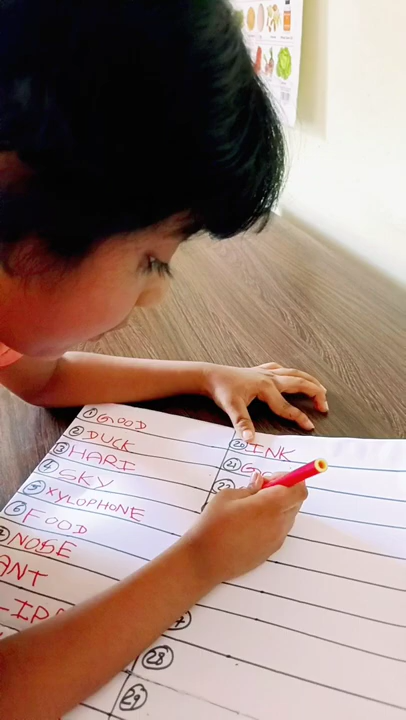 ① GOOD
② DUCK
③ HARI
④ SKY
⑤ XYLOPHONE
⑥ FOOD
NOSE
ANT
LIP
⑳ INK
㉑
㉘
㉙